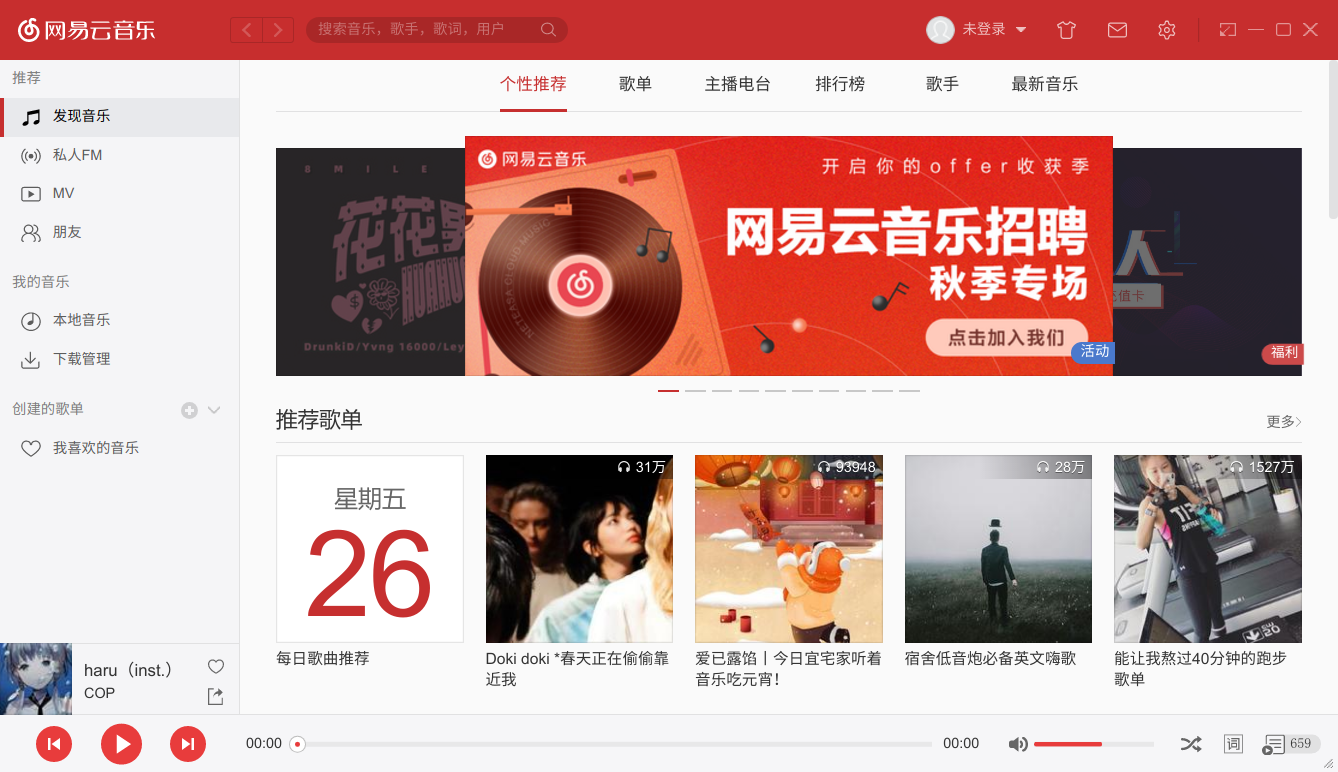 网易云音乐
搜索音乐，歌手，歌词，用户
未登录
推荐
发现音乐
私人FM
MV
朋友
我的音乐
本地音乐
下载管理
创建的歌单
我喜欢的音乐
个性推荐 歌单 主播电台 排行榜 歌手 最新音乐
8 M I L E
花花
DrunkiD/Yvng 16000/Ley
网易云音乐
开启你的offer收获季
网易云音乐招聘
秋季专场
点击加入我们
NETEASE CLOUD MUSIC
活动
人
值卡
福利
推荐歌单
更多
星期五
26
每日歌曲推荐
31万
Doki doki *春天正在偷偷靠
近我
93948
爱已露馅丨今日宜宅家听着
音乐吃元宵！
28万
宿舍低音炮必备英文嗨歌
1527万
能让我熬过40分钟的跑步
歌单
haru（inst.）
COP
00:00
00:00
词
659